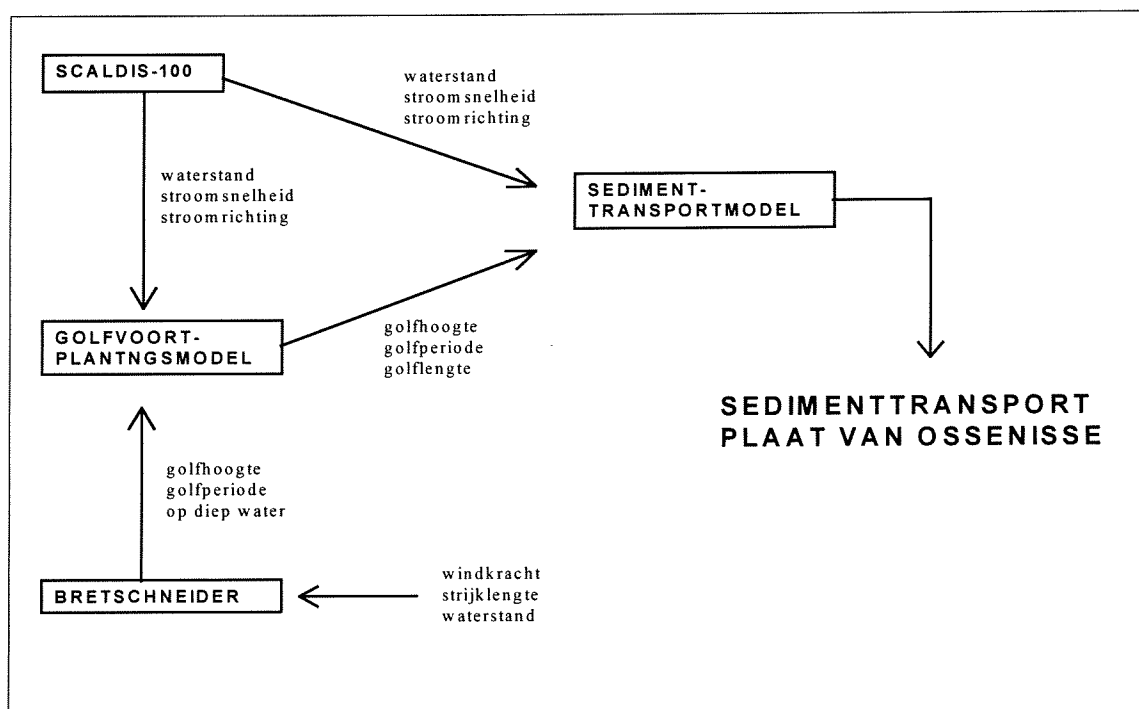 SCALDIS-100
waterstand
stroomsnelheid
stroomrichting
waterstand
stroomsnelheid
stroomrichting
SEDIMENT-
TRANSPORTMODEL
GOLFVOORT-
PLANTNGSMODEL
golfhoogte
golfperiode
golflengte
SEDIMENTTRANSPORT
PLAAT VAN OSSENISSE
golfhoogte
golfperiode
op diep water
BRETSCHNEIDER
windkracht
strijklengte
waterstand